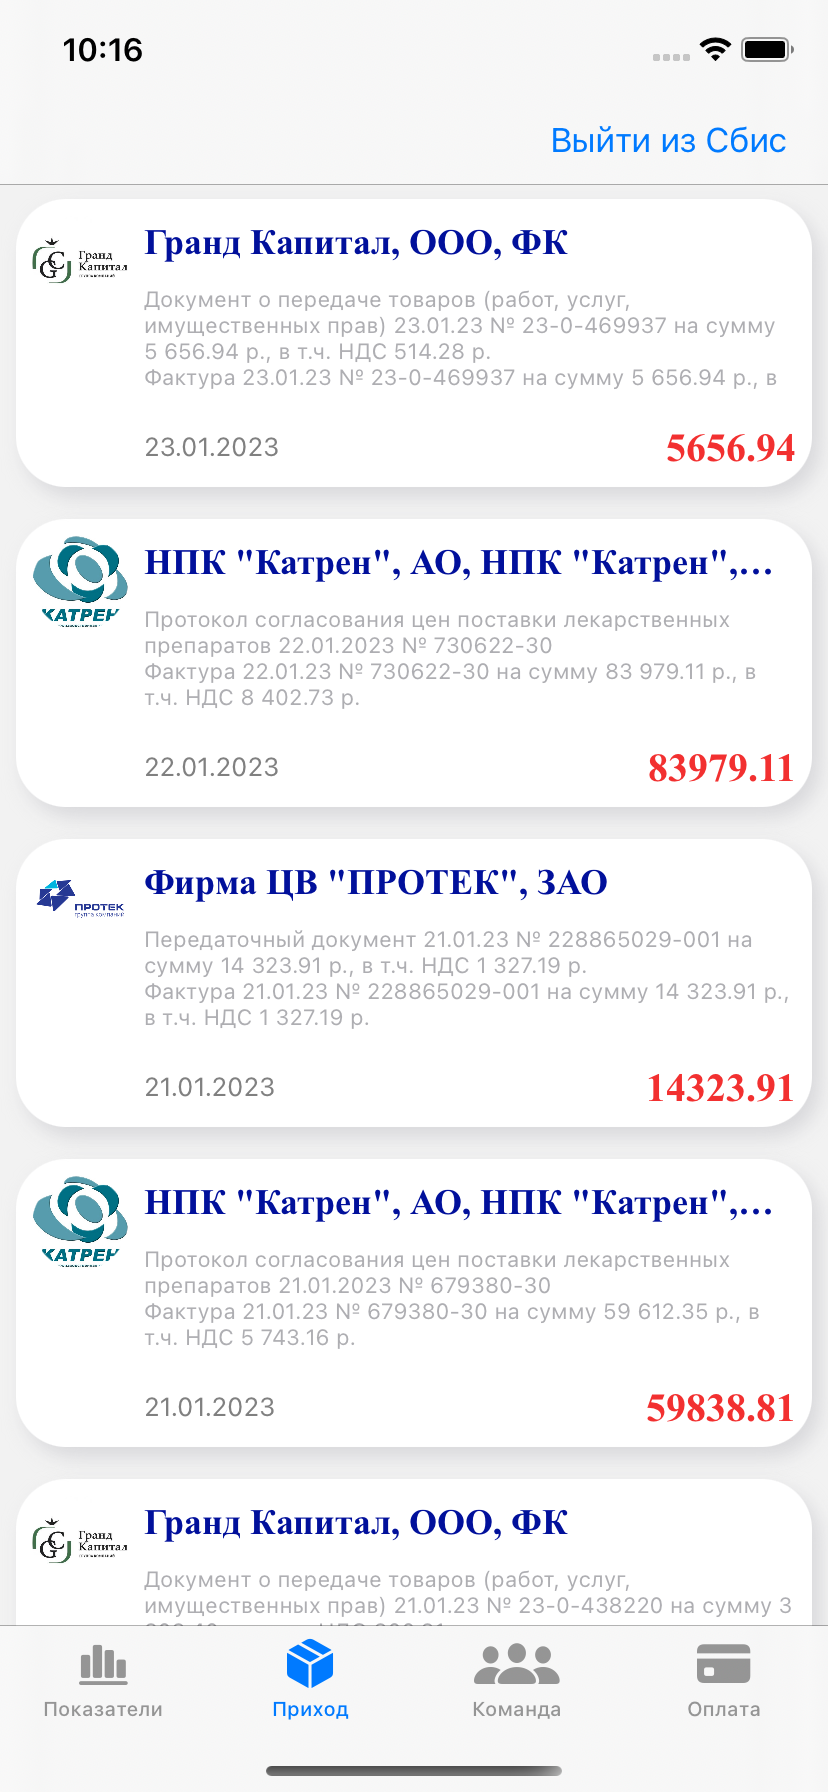 10:16
Выйти из Сбис
Гранд Капитал, ООО, ФК
Гранд
Капитал
Документ о передаче товаров (работ, услуг,
имущественных прав) 23.01.23 № 23-0-469937 на сумму
5 656.94 р., в т.ч. НДС 514.28 р.
Фактура 23.01.23 № 23-0-469937 на сумму 5 656.94 р., в
23.01.2023
5656.94
НПК "Катрен", АО, НПК "Катрен",...
КАТРЕН
Протокол согласования цен поставки лекарственных
препаратов 22.01.2023 № 730622-30
Фактура 22.01.23 № 730622-30 на сумму 83 979.11 р., в
т.ч. НДС 8 402.73 р.
22.01.2023
83979.11
Фирма ЦВ "ПРОТЕК", ЗАО
ПРОТЕК
группа компаний
Передаточный документ 21.01.23 № 228865029-001 на
сумму 14 323.91 р., в т.ч. НДС 1 327.19 р.
Фактура 21.01.23 № 228865029-001 на сумму 14 323.91 р.,
в т.ч. НДС 1 327.19 р.
21.01.2023
14323.91
НПК "Катрен", АО, НПК "Катрен",...
КАТРЕН
Протокол согласования цен поставки лекарственных
препаратов 21.01.2023 № 679380-30
Фактура 21.01.23 № 679380-30 на сумму 59 612.35 р., в
т.ч. НДС 5 743.16 р.
21.01.2023
59838.81
Гранд Капитал, ООО, ФК
Гранд
Капитал
Документ о передаче товаров (работ, услуг,
имущественных прав) 21.01.23 № 23-0-438220 на сумму 3
Показатели
Приход
Команда
Оплата